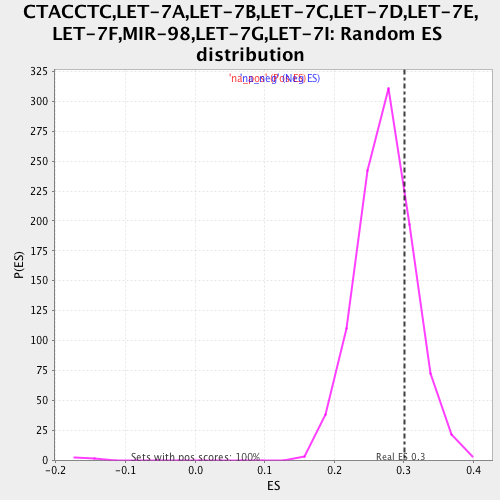 CTACCTC,LET-7A,LET-7B,LET-7C,LET-7D,LET-7E,
LET-7F,MIR-98,LET-7G,LET-7I: Random ES
distribution
325
300
275
250
225
200
175
150
125
100
75
50
25
0
P(ES)
(Neg ES)
Sets with pos scores: 100%
Real ES 0.3
-0.2 -0.1 0.0 0.1 0.2 0.3 0.4
ES